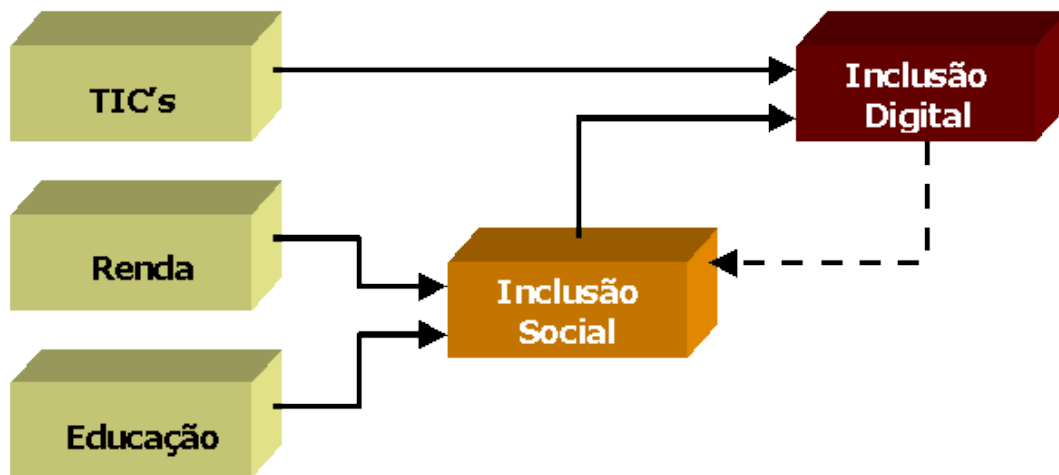 TIC's
Inclusão
Digital
Renda
Inclusão
Social
Educação